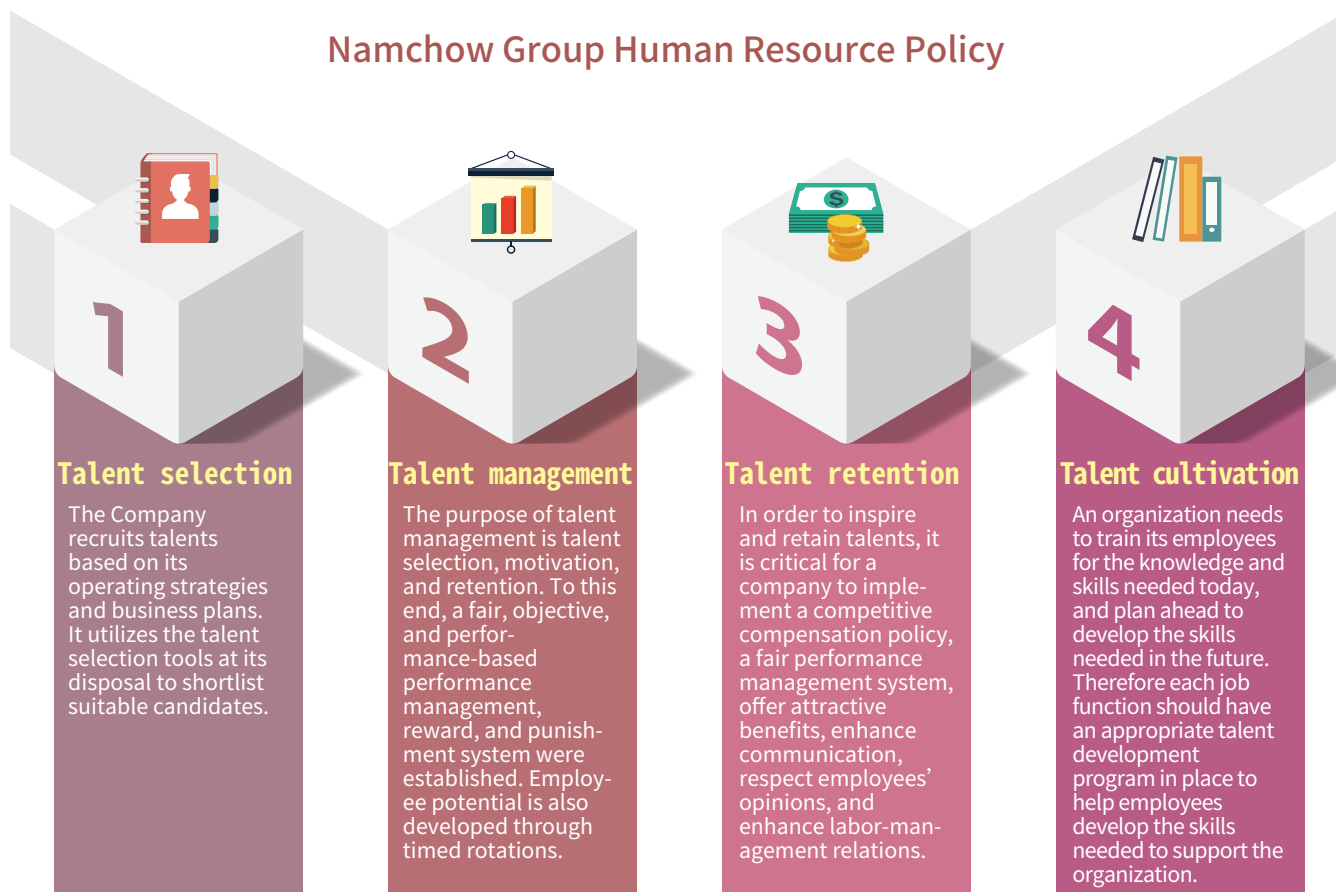 Namchow Group Human Resource Policy
1
Talent selection
The Company
recruits talents
based on its
operating strategies
and business plans.
It utilizes the talent
selection tools at its
disposal to shortlist
suitable candidates.
2
Talent management
The purpose of talent
management is talent
selection, motivation,
and retention. To this
end, a fair, objective,
and perfor-
mance-based
performance
management,
reward, and punish-
ment system were
established. Employ-
ee potential is also
developed through
timed rotations.
$
3
Talent retention
In order to inspire
and retain talents, it
is critical for a
company to imple-
ment a competitive
compensation policy,
a fair performance
management system,
offer attractive
benefits, enhance
communication,
respect employees’
opinions, and
enhance labor-man-
agement relations.
4
Talent cultivation
An organization needs
to train its employees
for the knowledge and
skills needed today,
and plan ahead to
develop the skills
needed in the future.
Therefore each job
function should have
an appropriate talent
development
program in place to
help employees
develop the skills
needed to support the
organization.